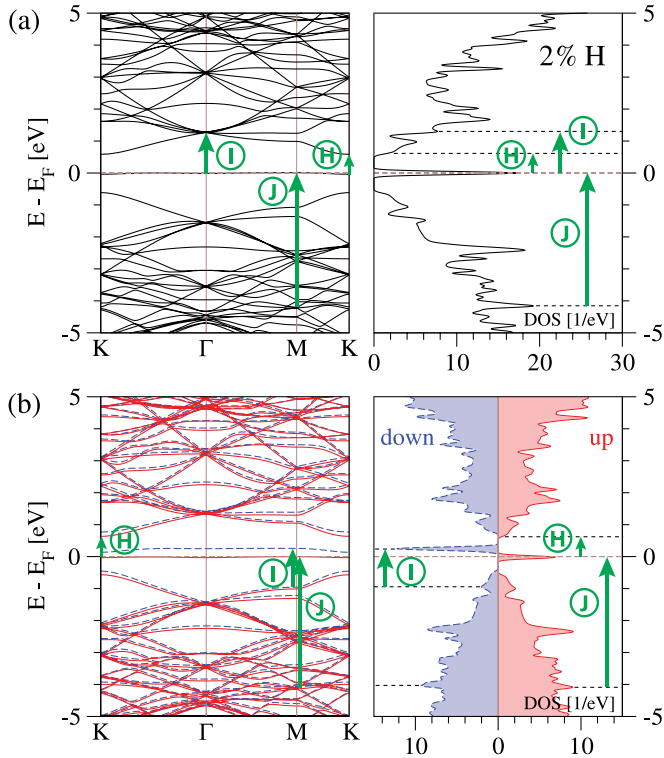 (a)
5
0
-5
E - E_F [eV]
K Γ M K
I
H
J
2% H
I
H
J
DOS [1/eV]
5
0
-5
0 10 20 30
(b)
5
0
-5
E - E_F [eV]
K Γ M K
H
I
J
down up
H
I
J
DOS [1/eV]
5
0
-5
10 0 10